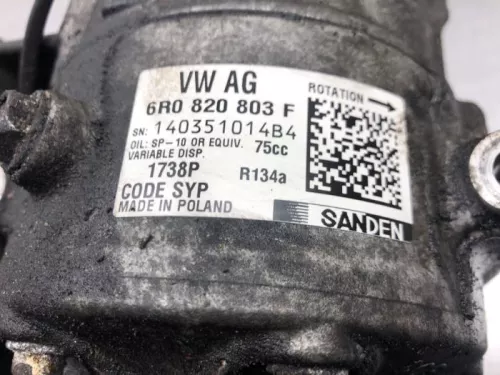 VW AG
ROTATION
6R0 820 803 F
SN: 140351014B4
OIL: SP-10 OR EQUIV. 75cc
VARIABLE DISP.
1738P R134a
CODE SYP
MADE IN POLAND
SANDEN